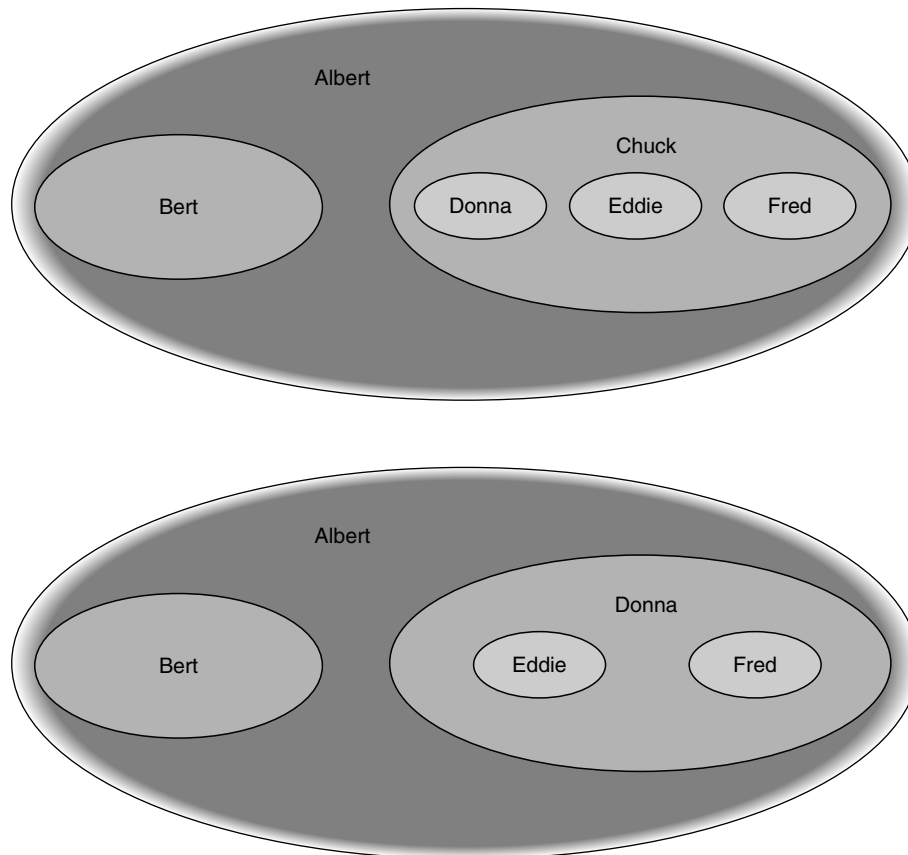 Albert
Chuck
Bert
Donna
Eddie
Fred
Albert
Donna
Bert
Eddie
Fred